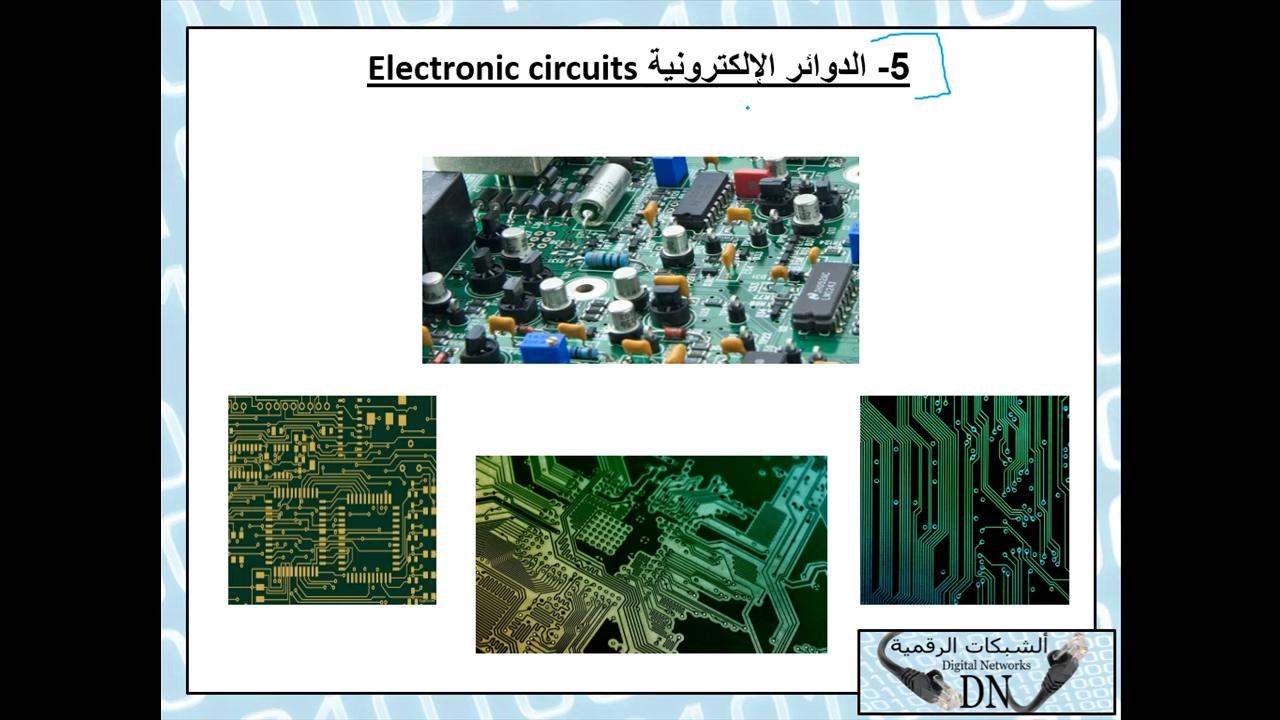 5- الدوائر الإلكترونية Electronic circuits
ألشبكات الرقمية
Digital Networks
DN